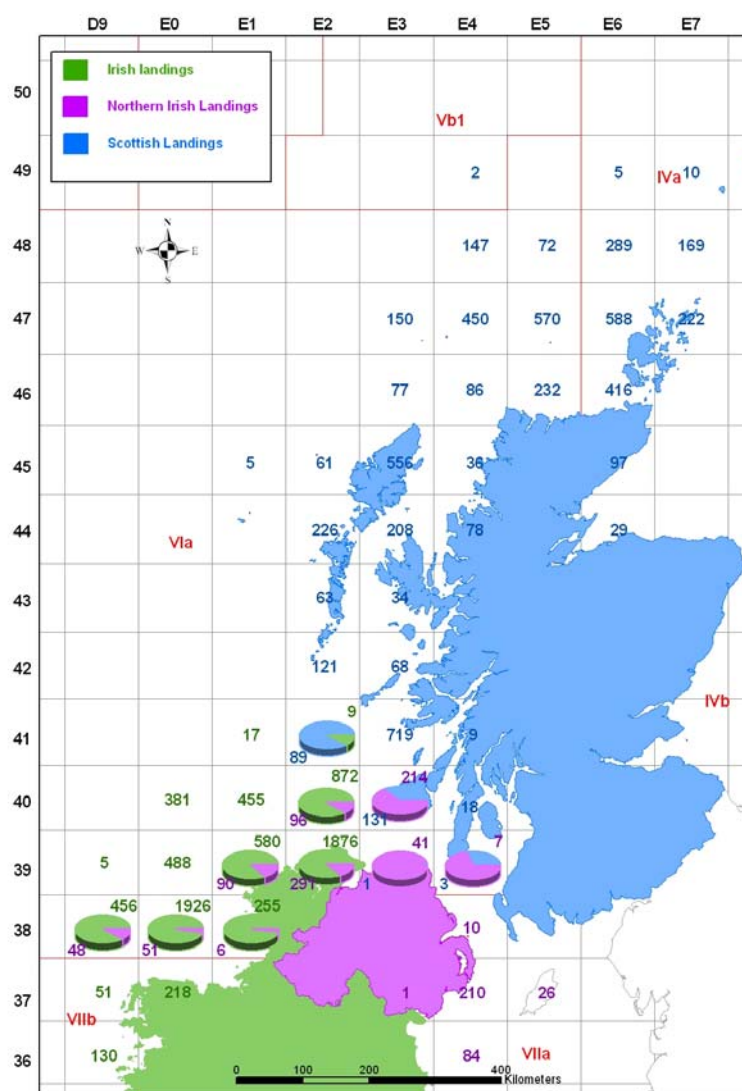 D9 E0 E1 E2 E3 E4 E5 E6 E7
Irish landings
Northern Irish Landings
Scottish Landings
50
Vb1
49 2 5 IVa 10
N
W E
S
48 147 72 289 169
47 150 450 570 588 222
46 77 86 232 416
45 5 61 556 36 97
44 VIa 226 208 78 29
43 63 34
42 121 68
IVb
9
41 17 719 9
89
872 214
40 381 455 18
96 131
580 1876 41 7
39 5 488
90 291 1 3
456 1926 255
38 10
48 51 6
37 51 218 1 210 26
VIIb
36 130 84 VIIa
0 100 200 400
Kilometers